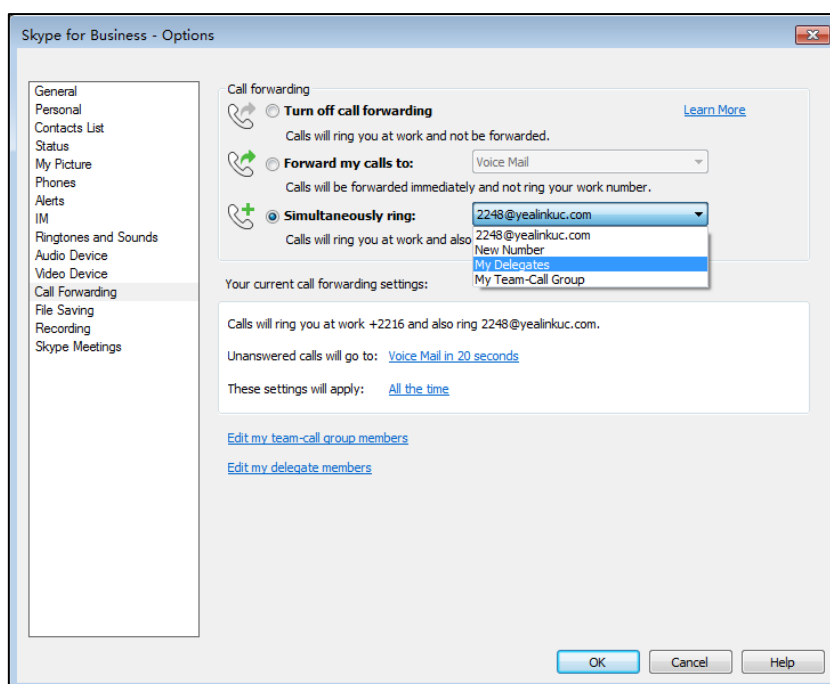 Skype for Business - Options
General
Personal
Contacts List
Status
My Picture
Phones
Alerts
IM
Ringtones and Sounds
Audio Device
Video Device
Call Forwarding
File Saving
Recording
Skype Meetings
Call forwarding
Turn off call forwarding
Learn More
Calls will ring you at work and not be forwarded.
Forward my calls to:
Voice Mail
Calls will be forwarded immediately and not ring your work number.
Simultaneously ring:
2248@yealinkuc.com
Calls will ring you at work and also
2248@yealinkuc.com
New Number
My Delegates
My Team-Call Group
Your current call forwarding settings:
Calls will ring you at work +2216 and also ring 2248@yealinkuc.com.
Unanswered calls will go to: Voice Mail in 20 seconds
These settings will apply: All the time
Edit my team-call group members
Edit my delegate members
OK Cancel Help